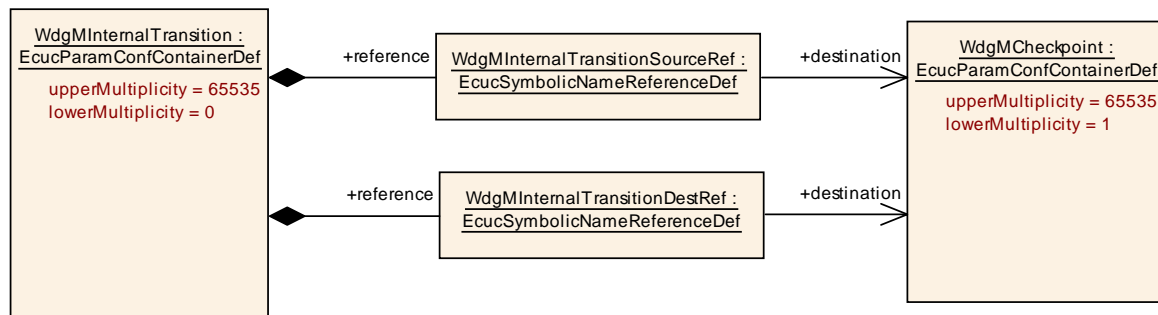 WdgMInternalTransition :
EcucParamConfContainerDef
upperMultiplicity = 65535
lowerMultiplicity = 0
+reference
WdgMInternalTransitionSourceRef :
EcucSymbolicNameReferenceDef
+destination
WdgMCheckpoint :
EcucParamConfContainerDef
upperMultiplicity = 65535
lowerMultiplicity = 1
+reference
WdgMInternalTransitionDestRef :
EcucSymbolicNameReferenceDef
+destination